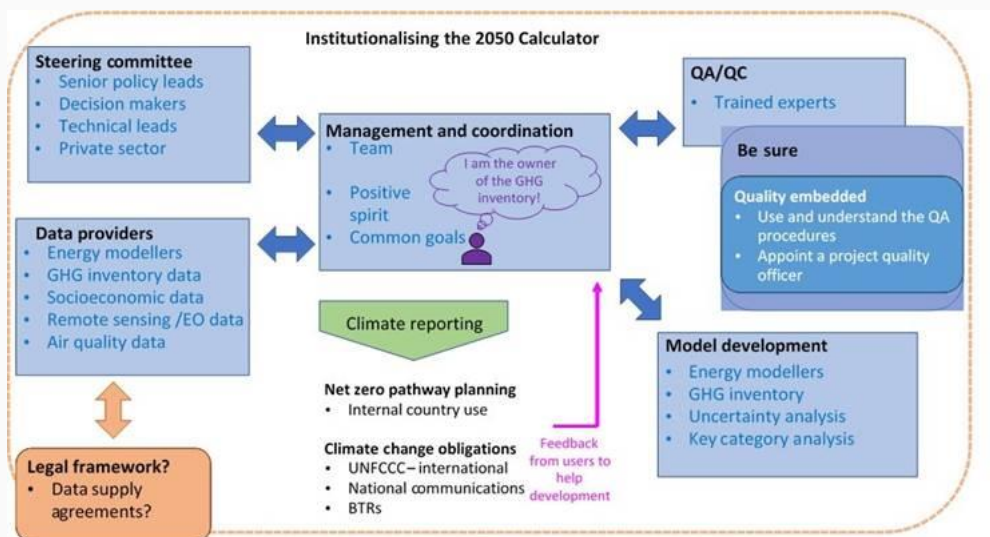 Institutionalising the 2050 Calculator
Steering committee
• Senior policy leads
• Decision makers
• Technical leads
• Private sector
Management and coordination
• Team
• Positive
spirit
• Common goals
I am the owner
of the GHG
inventory!
QA/QC
• Trained experts
Be sure
Quality embedded
• Use and understand the QA
procedures
• Appoint a project quality
officer
Data providers
• Energy modellers
• GHG inventory data
• Socioeconomic data
• Remote sensing /EO data
• Air quality data
Climate reporting
Model development
• Energy modellers
• GHG inventory
• Uncertainty analysis
• Key category analysis
Net zero pathway planning
• Internal country use
Climate change obligations
• UNFCCC – international
• National communications
• BTRs
Feedback
from users to
help
development
Legal framework?
• Data supply
agreements?